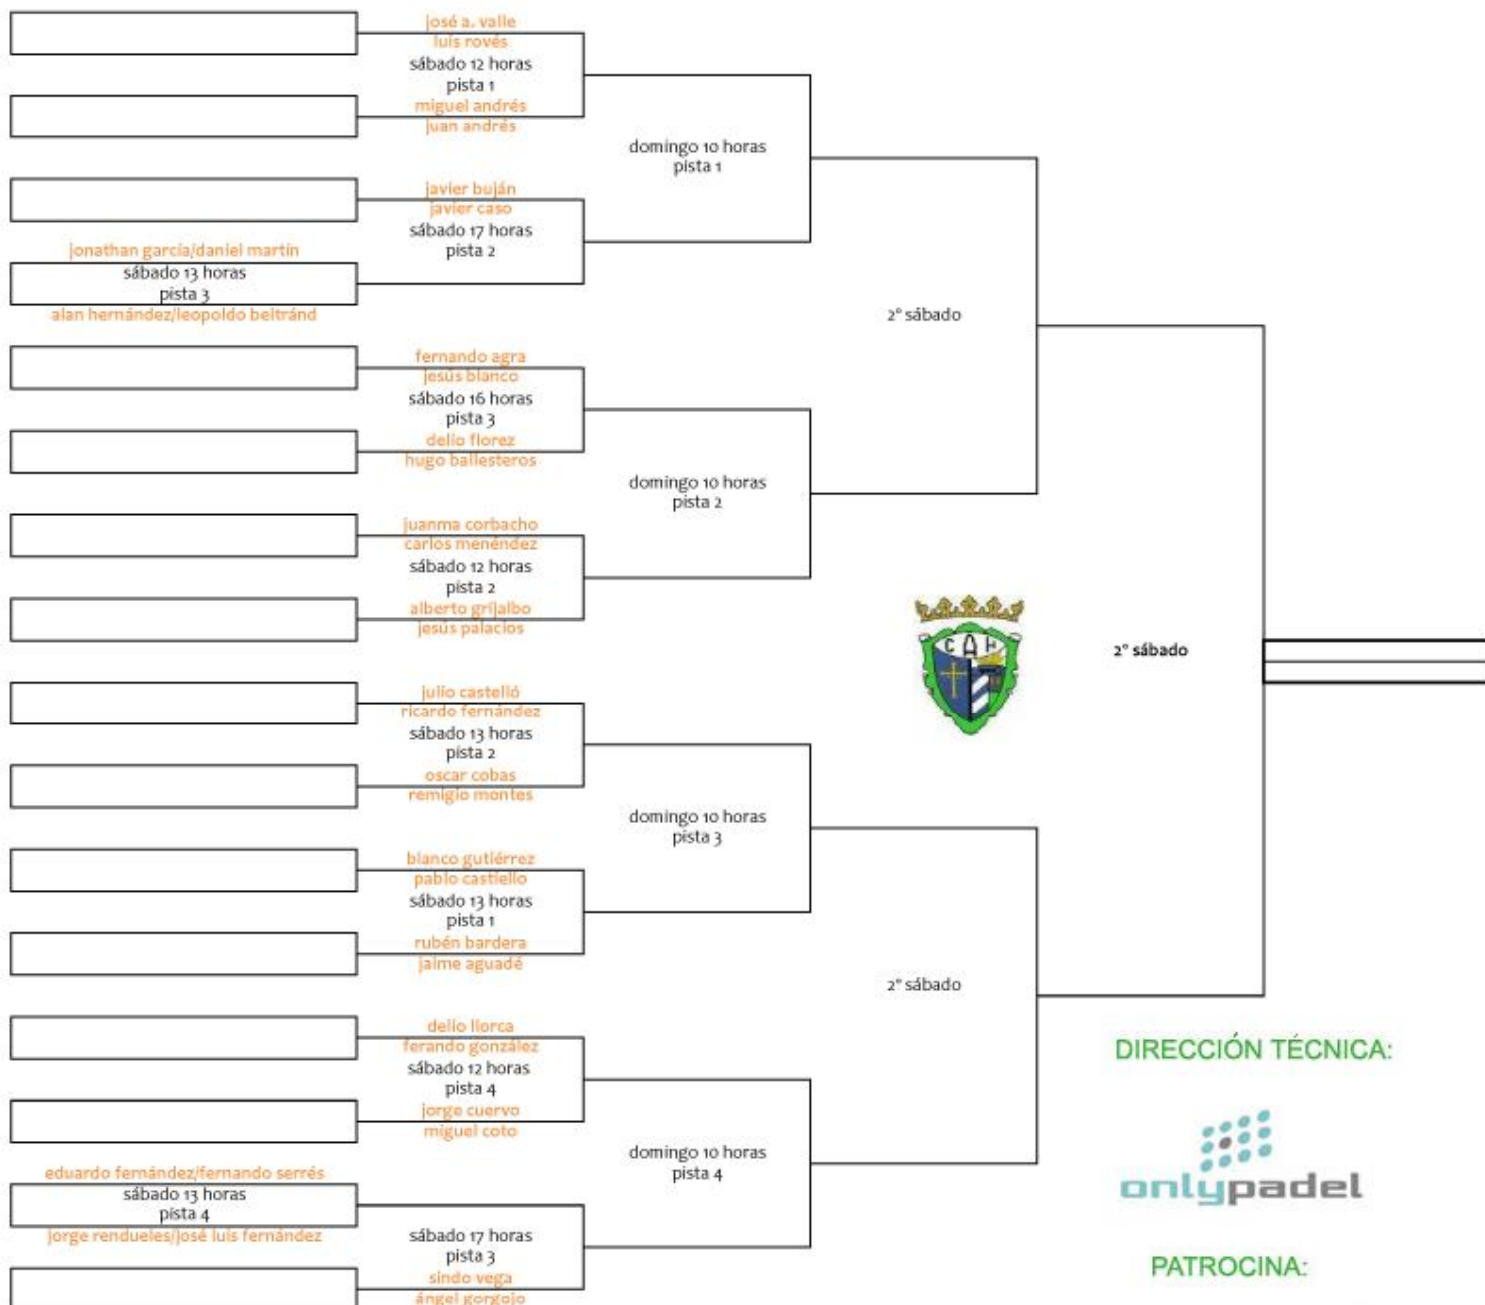 josé a. valle
luis rovés
sábado 12 horas
pista 1
miguel andrés
juan andrés
domingo 10 horas
pista 1
javier buján
javier caso
sábado 17 horas
pista 2
jonathan garcía/daniel martín
sábado 13 horas
pista 3
alan hernández/leopoldo beltránd
2º sábado
fernando agra
jesús blanco
sábado 16 horas
pista 3
delio florez
hugo ballesteros
domingo 10 horas
pista 2
juanma corbacho
carlos menéndez
sábado 12 horas
pista 2
alberto grijalbo
jesús palacios
C A H
2º sábado
julio castelló
ricardo fernández
sábado 13 horas
pista 2
oscar cobas
remigio montes
domingo 10 horas
pista 3
blanco gutiérrez
pablo castiello
sábado 13 horas
pista 1
rubén bardera
jaime aguadé
2º sábado
delio llorca
ferando gonzález
sábado 12 horas
pista 4
jorge cuervo
miguel coto
domingo 10 horas
pista 4
eduardo fernández/fernando serrés
sábado 13 horas
pista 4
jorge rendueles/josé luis fernández
sábado 17 horas
pista 3
sindo vega
ángel gorgojo
DIRECCIÓN TÉCNICA:
onlypadel
PATROCINA: